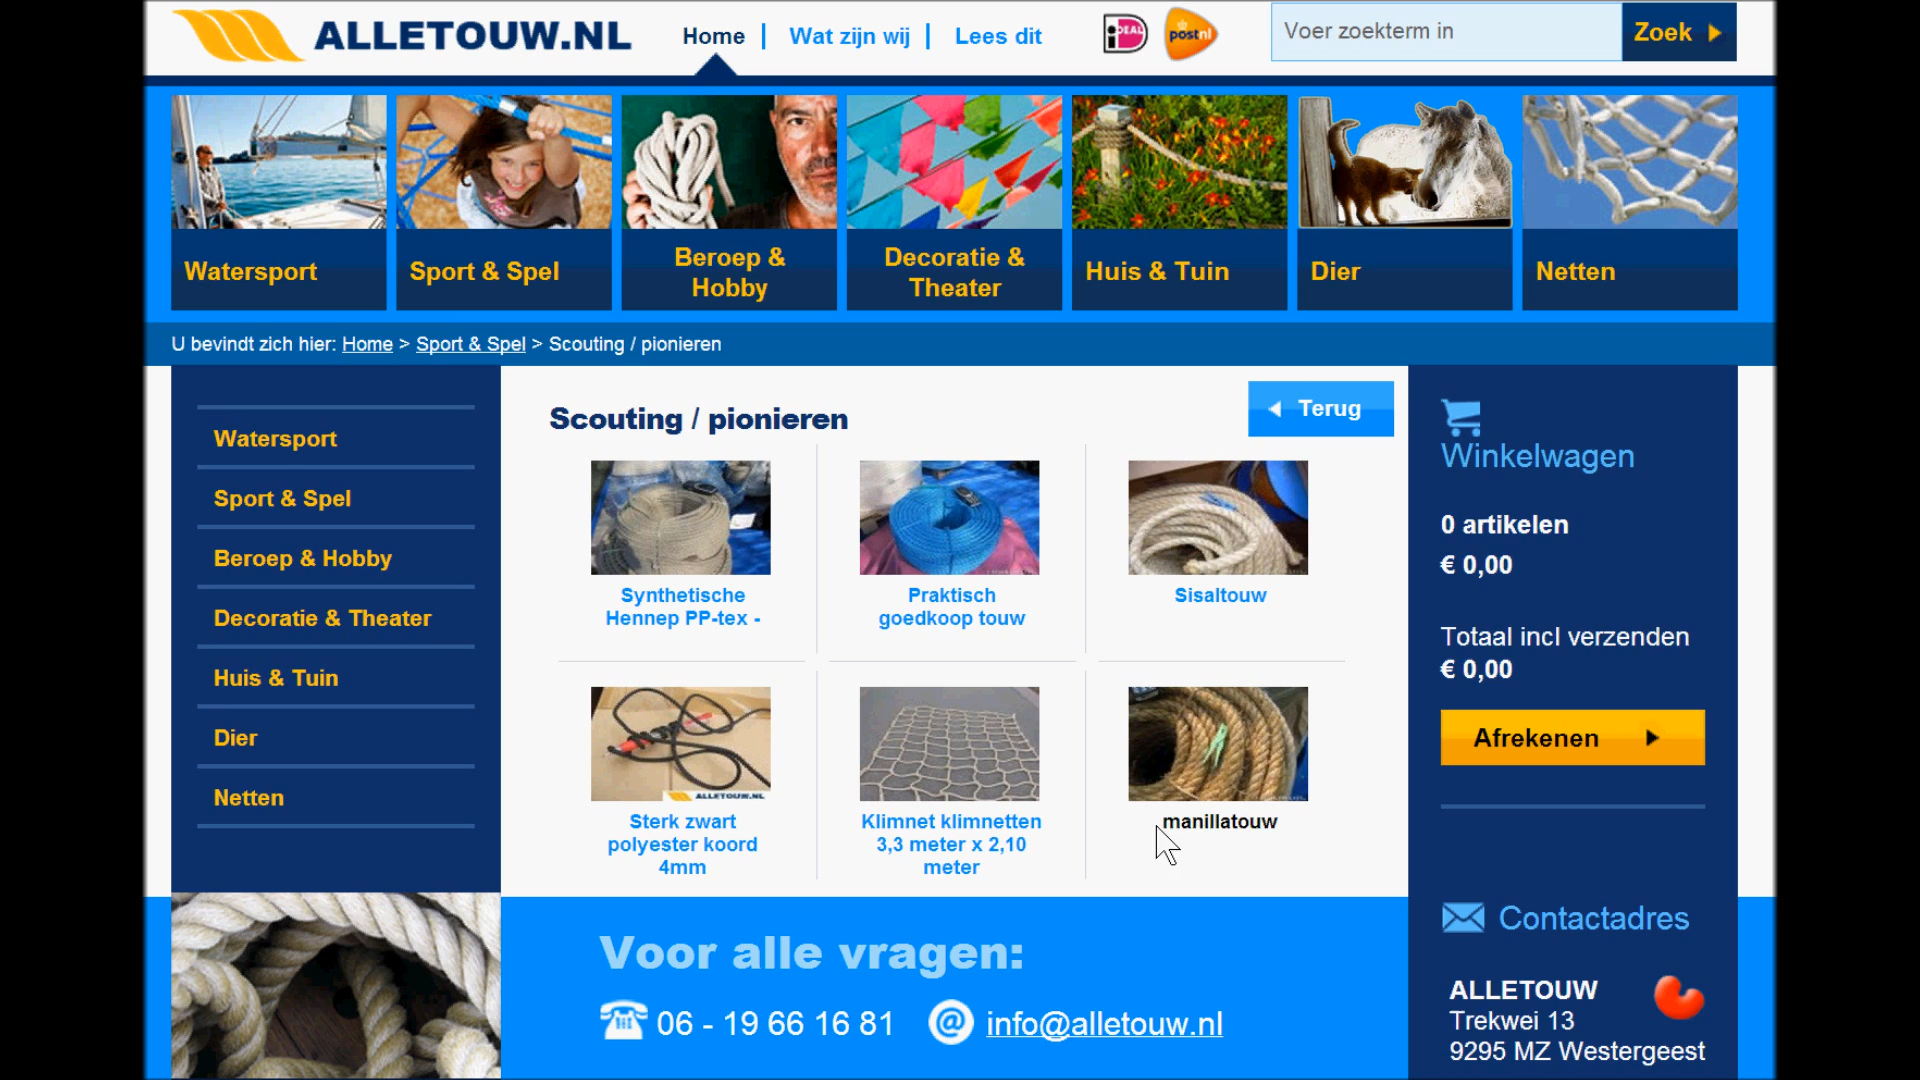 ALLETOUW.NL
Home | Wat zijn wij | Lees dit
iDEAL
postnl
Voer zoekterm in
Zoek
Watersport
Sport & Spel
Beroep &
Hobby
Decoratie &
Theater
Huis & Tuin
Dier
Netten
U bevindt zich hier: Home > Sport & Spel > Scouting / pionieren
Watersport
Sport & Spel
Beroep & Hobby
Decoratie & Theater
Huis & Tuin
Dier
Netten
Scouting / pionieren
Terug
Synthetische
Hennep PP-tex -
Praktisch
goedkoop touw
Sisaltouw
ALLETOUW.NL
Sterk zwart
polyester koord
4mm
Klimnet klimnetten
3,3 meter x 2,10
meter
manillatouw
Winkelwagen
0 artikelen
€ 0,00
Totaal incl verzenden
€ 0,00
Afrekenen
Contactadres
ALLETOUW
Trekwei 13
9295 MZ Westergeest
Voor alle vragen:
06 - 19 66 16 81
@ info@alletouw.nl